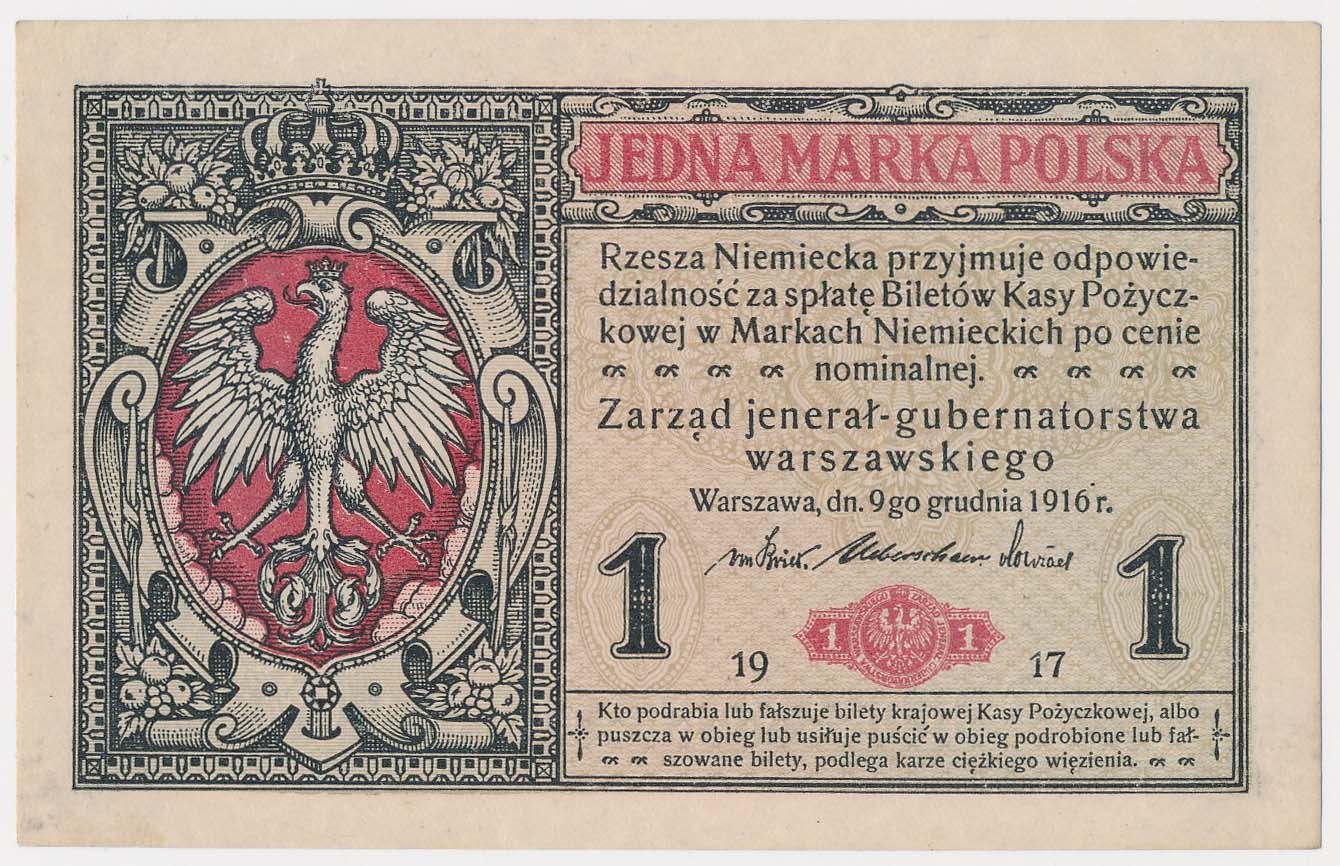 JEDNA MARKA POLSKA
Rzesza Niemiecka przyjmuje odpowie-
dzialność za spłatę Biletów Kasy Pożycz-
kowej w Markach Niemieckich po cenie
nominalnej.
Zarząd jenerał-gubernatorstwa
warszawskiego
Warszawa, dn. 9go grudnia 1916 r.
1 1
1 1
19 17
Kto podrabia lub fałszuje bilety krajowej Kasy Pożyczkowej, albo
puszcza w obieg lub usiłuje puścić w obieg podrobione lub fał-
szowane bilety, podlega karze ciężkiego więzienia.